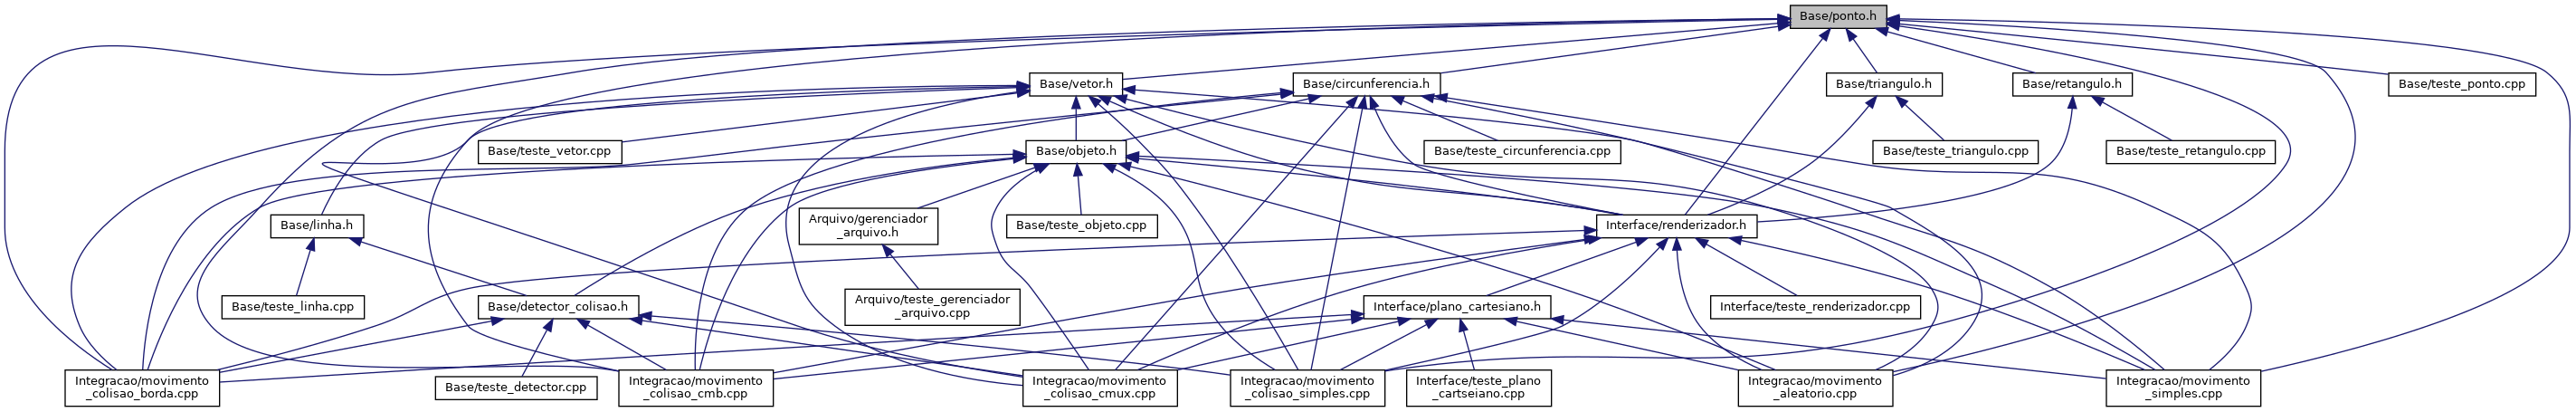 Base/ponto.h
Base/vetor.h
Base/circunferencia.h
Base/triangulo.h
Base/retangulo.h
Base/teste_ponto.cpp
Base/teste_vetor.cpp
Base/objeto.h
Base/teste_circunferencia.cpp
Base/teste_triangulo.cpp
Base/teste_retangulo.cpp
Base/linha.h
Arquivo/gerenciador
_arquivo.h
Base/teste_objeto.cpp
Interface/renderizador.h
Base/teste_linha.cpp
Base/detector_colisao.h
Arquivo/teste_gerenciador
_arquivo.cpp
Interface/teste_renderizador.cpp
Interface/plano_cartesiano.h
Integracao/movimento
_colisao_borda.cpp
Base/teste_detector.cpp
Integracao/movimento
_colisao_cmb.cpp
Integracao/movimento
_colisao_cmux.cpp
Integracao/movimento
_colisao_simples.cpp
Interface/teste_plano
_cartseiano.cpp
Integracao/movimento
_aleatorio.cpp
Integracao/movimento
_simples.cpp